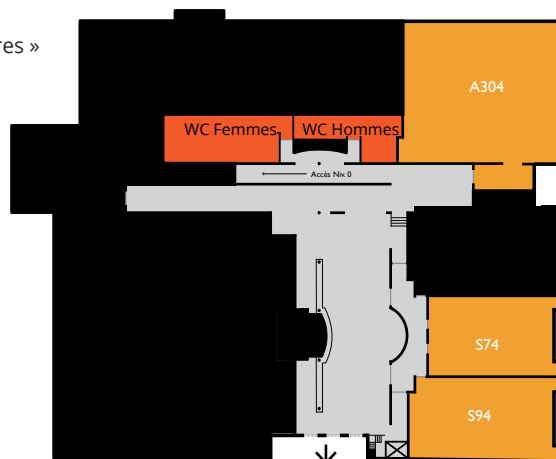 res »
A304
WC Femmes
WC Hommes
Accès Niv. 0
S74
S94